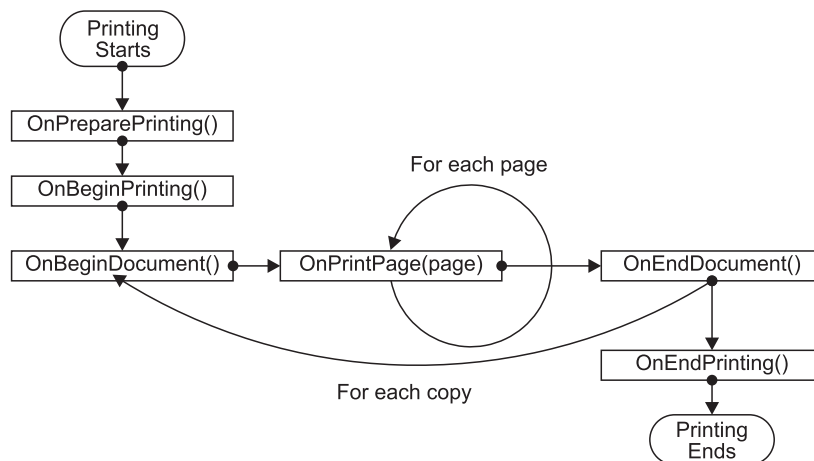 Printing
Starts
OnPreparePrinting()
OnBeginPrinting()
For each page
OnBeginDocument()
OnPrintPage(page)
OnEndDocument()
OnEndPrinting()
For each copy
Printing
Ends